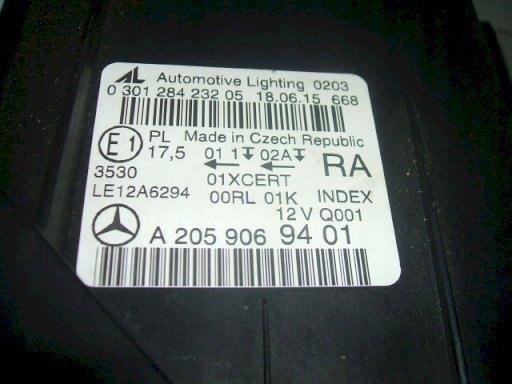 AL Automotive Lighting 0203
0 301 284 232 05 18.06.15 668
E1 PL Made in Czech Republic
17,5 01 1 02A RA
3530 01XCERT
LE12A6294 00RL 01K INDEX
12 V Q001
A 205 906 94 01